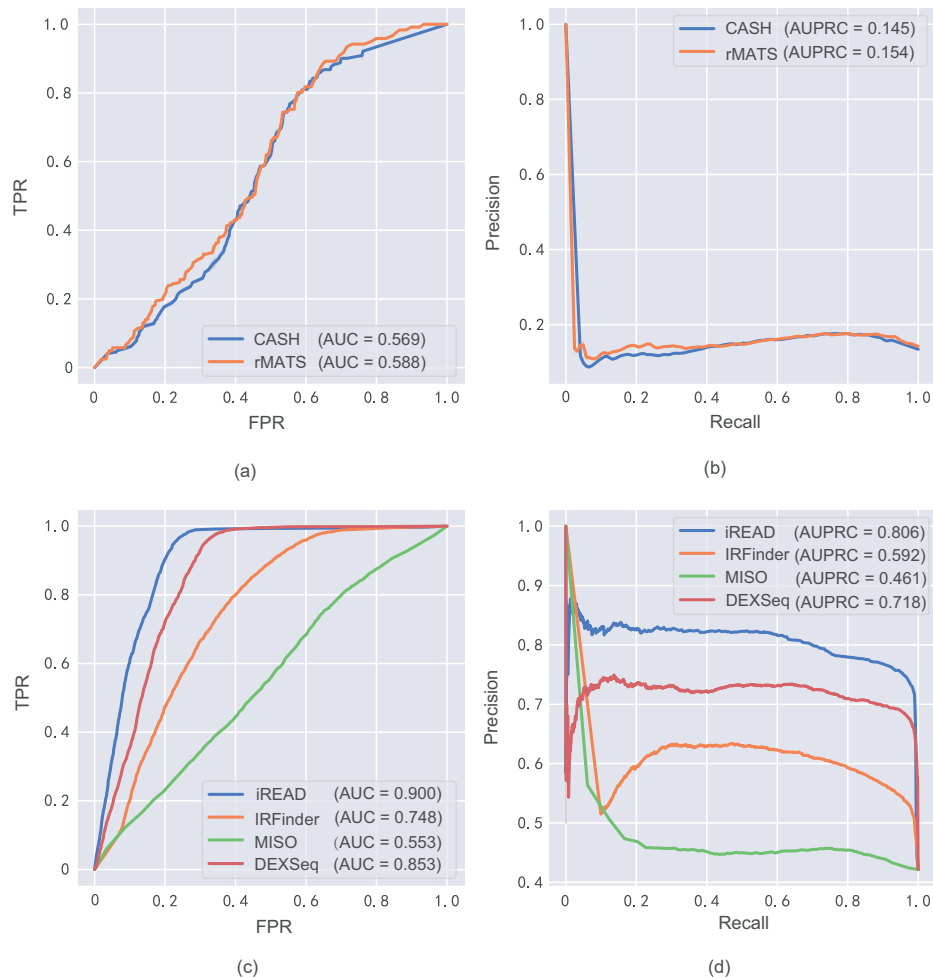 1. 0
0. 8
0. 6
0. 4
0. 2
0
TPR
CASH (AUC = 0.569)
rMATS (AUC = 0.588)
0 0. 2 0. 4 0. 6 0. 8 1. 0
FPR
(a)
CASH (AUPRC = 0.145)
rMATS (AUPRC = 0.154)
1. 0
0. 8
0. 6
0. 4
0. 2
Precision
0 0. 2 0. 4 0. 6 0. 8 1. 0
Recall
(b)
1. 0
0. 8
0. 6
0. 4
0. 2
0
TPR
iREAD (AUC = 0.900)
IRFinder (AUC = 0.748)
MISO (AUC = 0.553)
DEXSeq (AUC = 0.853)
0 0. 2 0. 4 0. 6 0. 8 1. 0
FPR
(c)
iREAD (AUPRC = 0.806)
IRFinder (AUPRC = 0.592)
MISO (AUPRC = 0.461)
DEXSeq (AUPRC = 0.718)
1. 0
0. 9
0. 8
0. 7
0. 6
0. 5
0. 4
Precision
0 0. 2 0. 4 0. 6 0. 8 1. 0
Recall
(d)